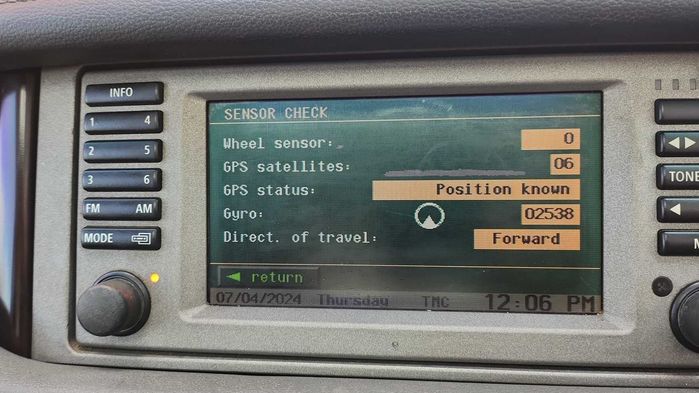 INFO
1 4
2 5
3 6
FM AM
MODE
SENSOR CHECK
Wheel sensor: 0
GPS satellites: 06
GPS status: Position known
Gyro: 02538
Direct. of travel: Forward
return
07/04/2024 Thursday TMC 12:06 PM
TONE